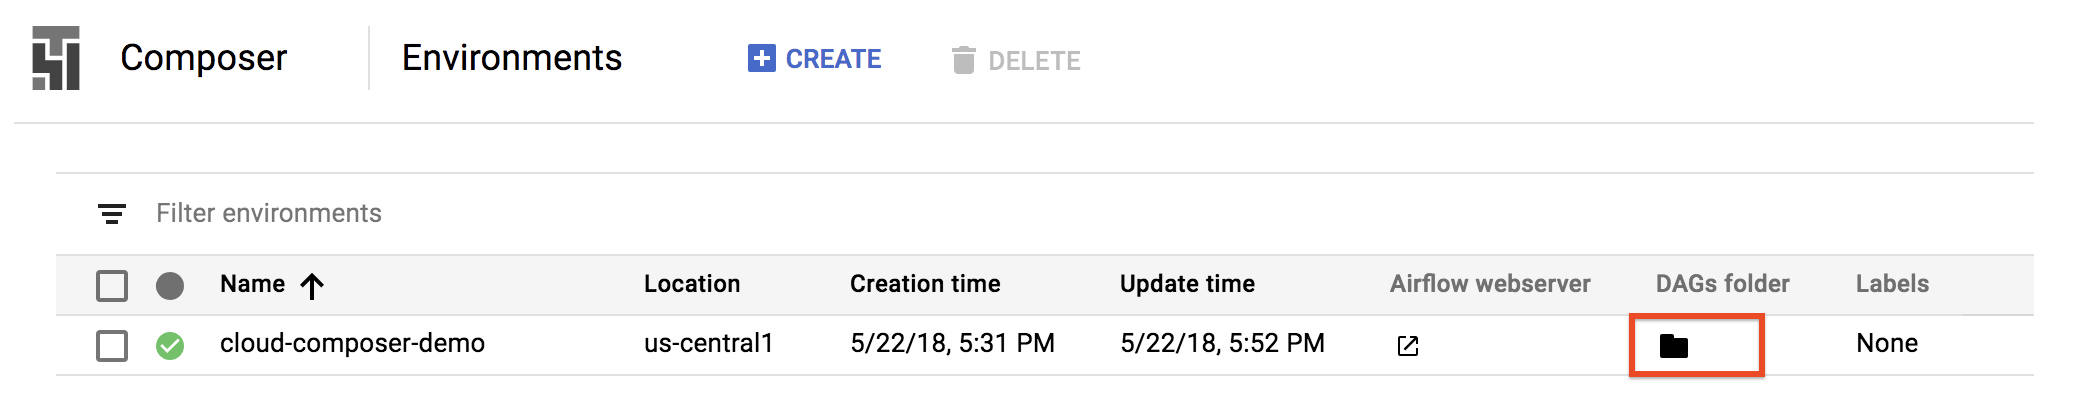 Composer Environments CREATE DELETE
Filter environments
Name Location Creation time Update time Airflow webserver DAGs folder Labels
cloud-composer-demo us-central1 5/22/18, 5:31 PM 5/22/18, 5:52 PM None